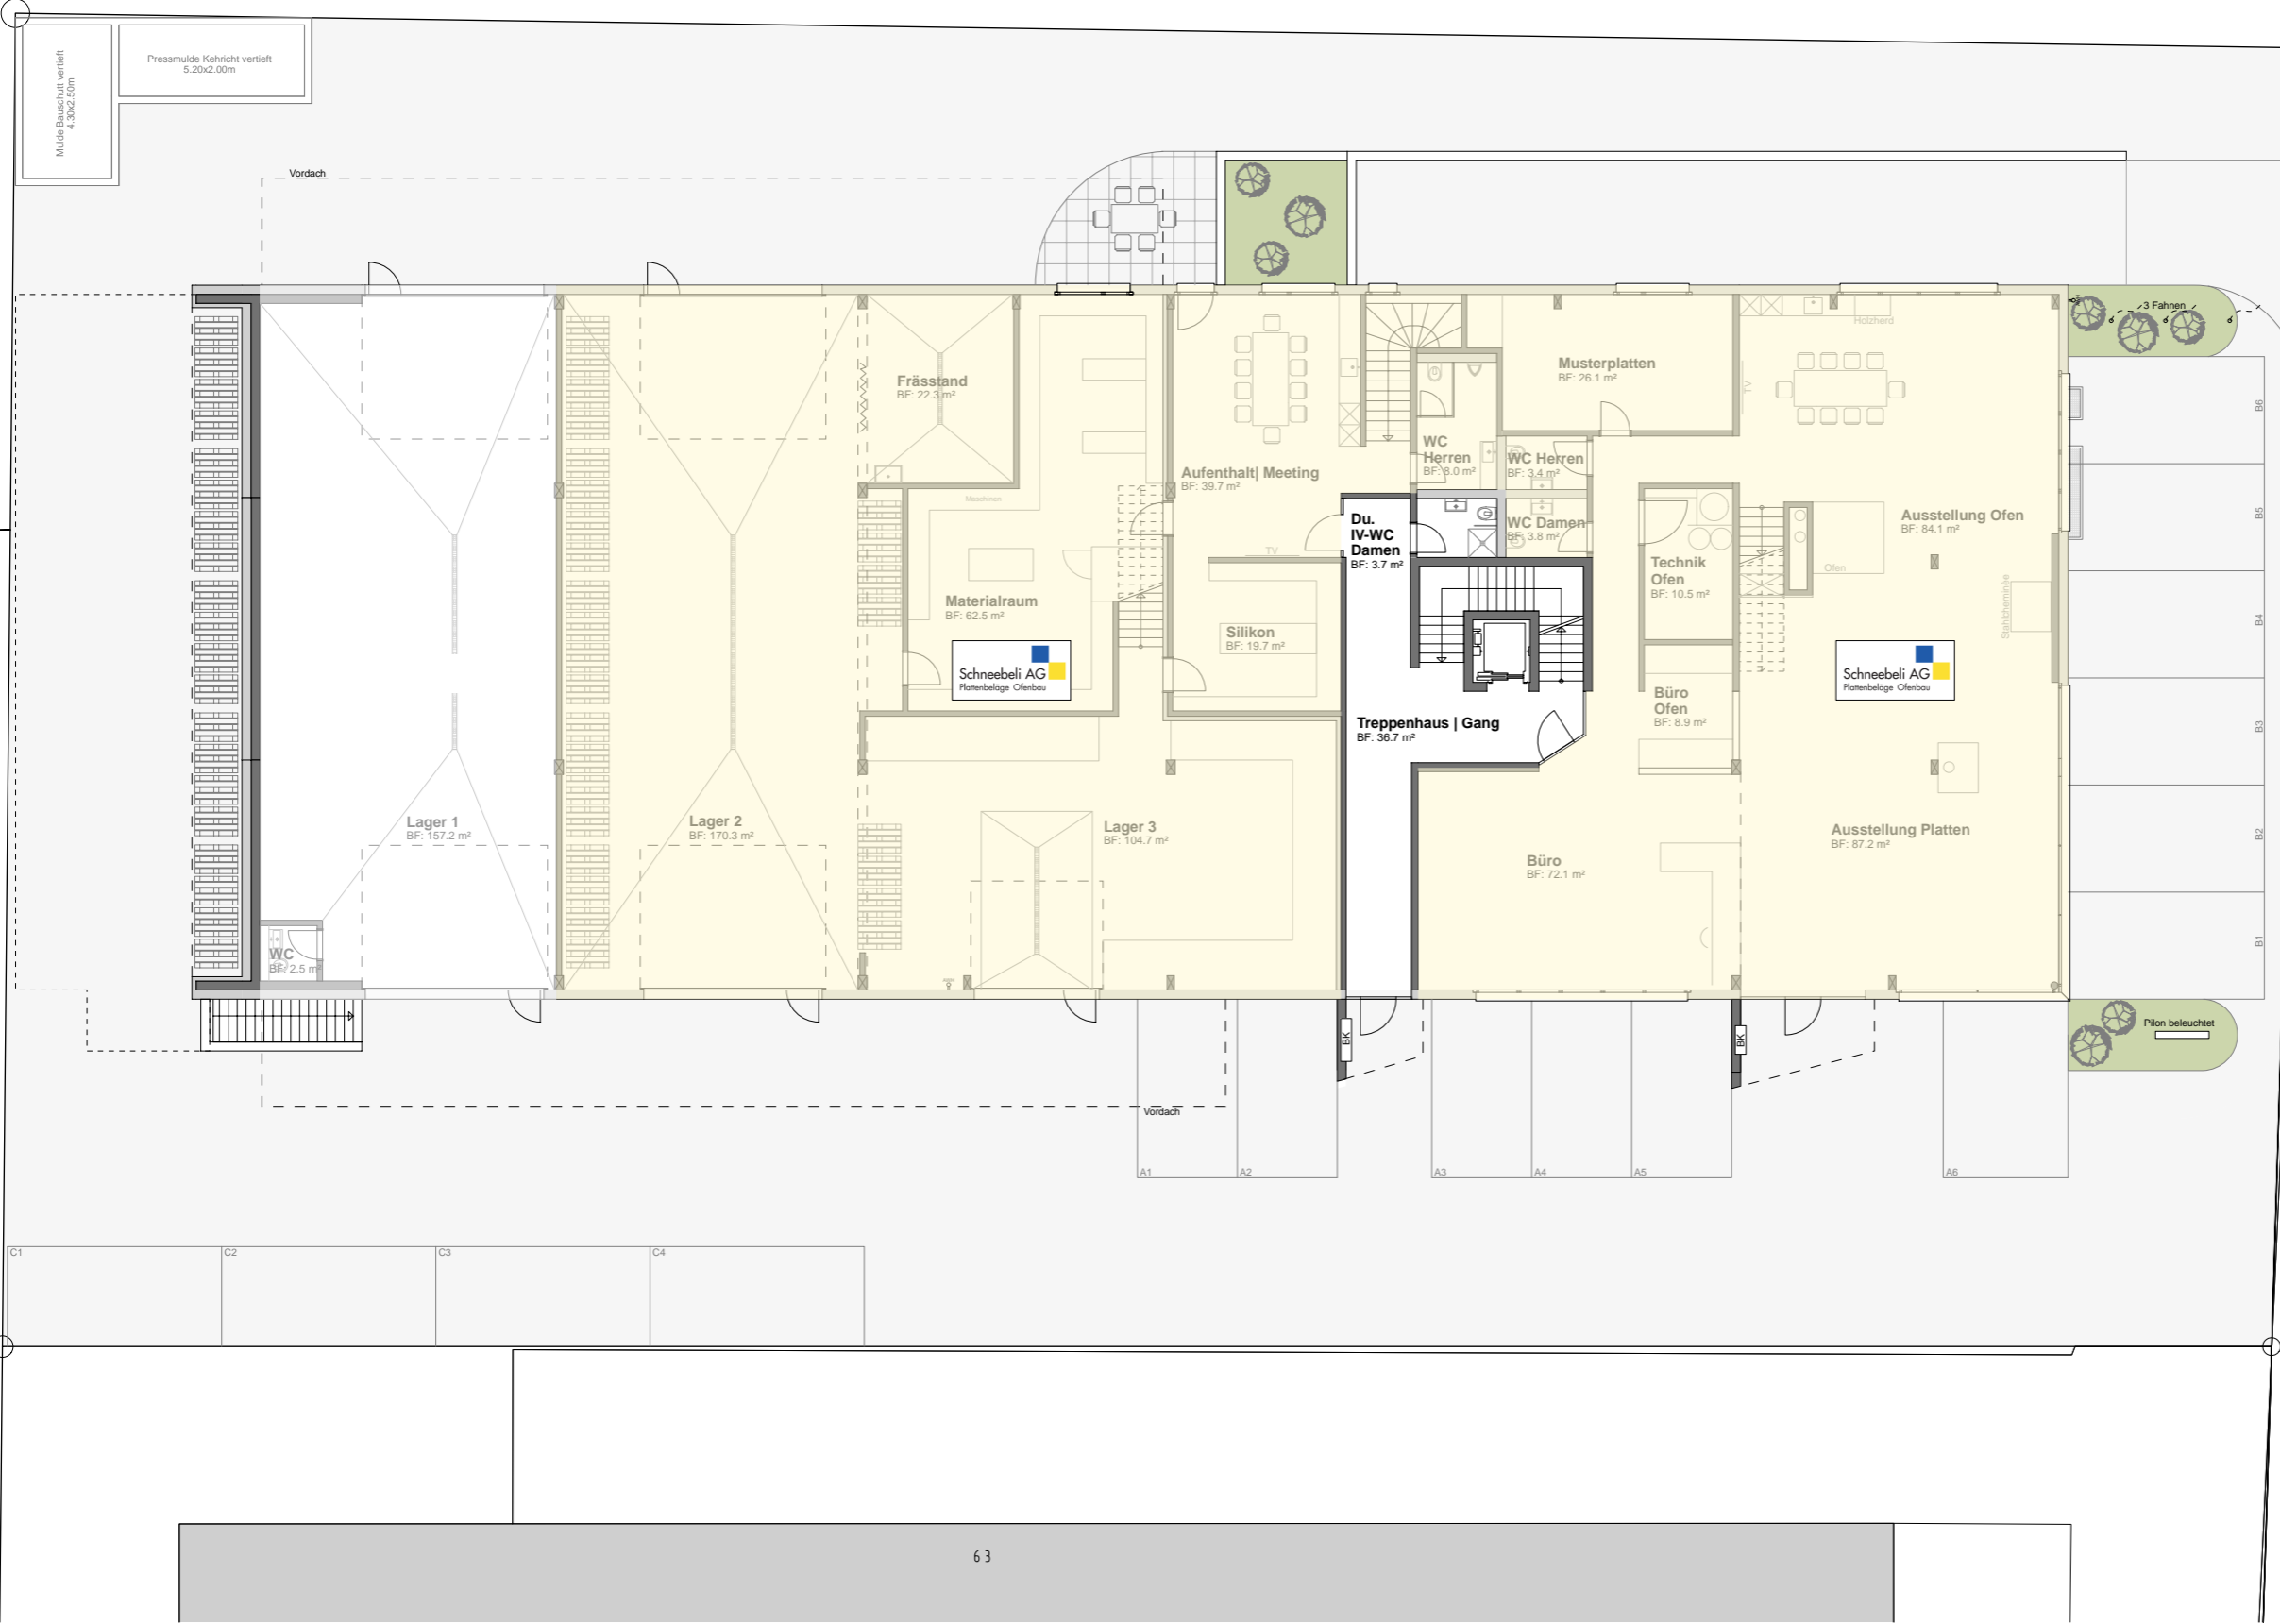 Mulde Bauschutt vertieft
4.30x2.50m
Pressmulde Kehricht vertieft
5.20x2.00m
Vordach
3 Fahnen
Holzherd
TV
Frässtand
BF: 22.3 m²
Musterplatten
BF: 26.1 m²
WC
Herren
BF: 8.0 m²
WC Herren
BF: 3.4 m²
Aufenthalt| Meeting
BF: 39.7 m²
Maschinen
Du.
IV-WC
Damen
BF: 3.7 m²
WC Damen
BF: 3.8 m²
Ausstellung Ofen
BF: 84.1 m²
TV
Technik
Ofen
BF: 10.5 m²
Ofen
Stahlcheminée
Materialraum
BF: 62.5 m²
Silikon
BF: 19.7 m²
Schneebeli AG
Plattenbeläge Ofenbau
Schneebeli AG
Plattenbeläge Ofenbau
Büro
Ofen
BF: 8.9 m²
Treppenhaus | Gang
BF: 36.7 m²
Lager 1
BF: 157.2 m²
Lager 2
BF: 170.3 m²
Lager 3
BF: 104.7 m²
Ausstellung Platten
BF: 87.2 m²
Büro
BF: 72.1 m²
WC
BF: 2.5 m²
B6
B5
B4
B3
B2
B1
BK
BK
Pilon beleuchtet
Vordach
A1
A2
A3
A4
A5
A6
C1
C2
C3
C4
63